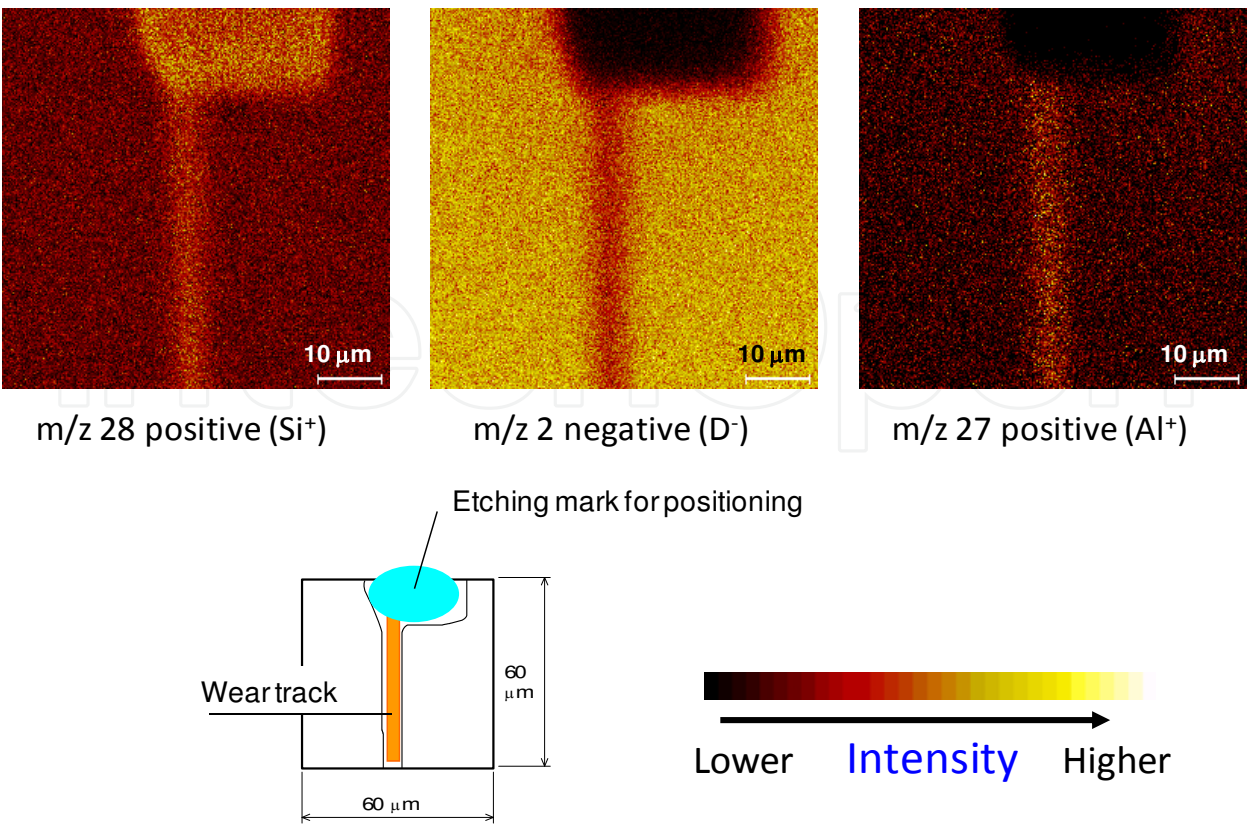 10 μm
10 μm
10 μm
m/z 28 positive (Si⁺)
m/z 2 negative (D⁻)
m/z 27 positive (Al⁺)
intechopen
Etching mark for positioning
Wear track
60
μm
60 μm
Lower
Intensity
Higher